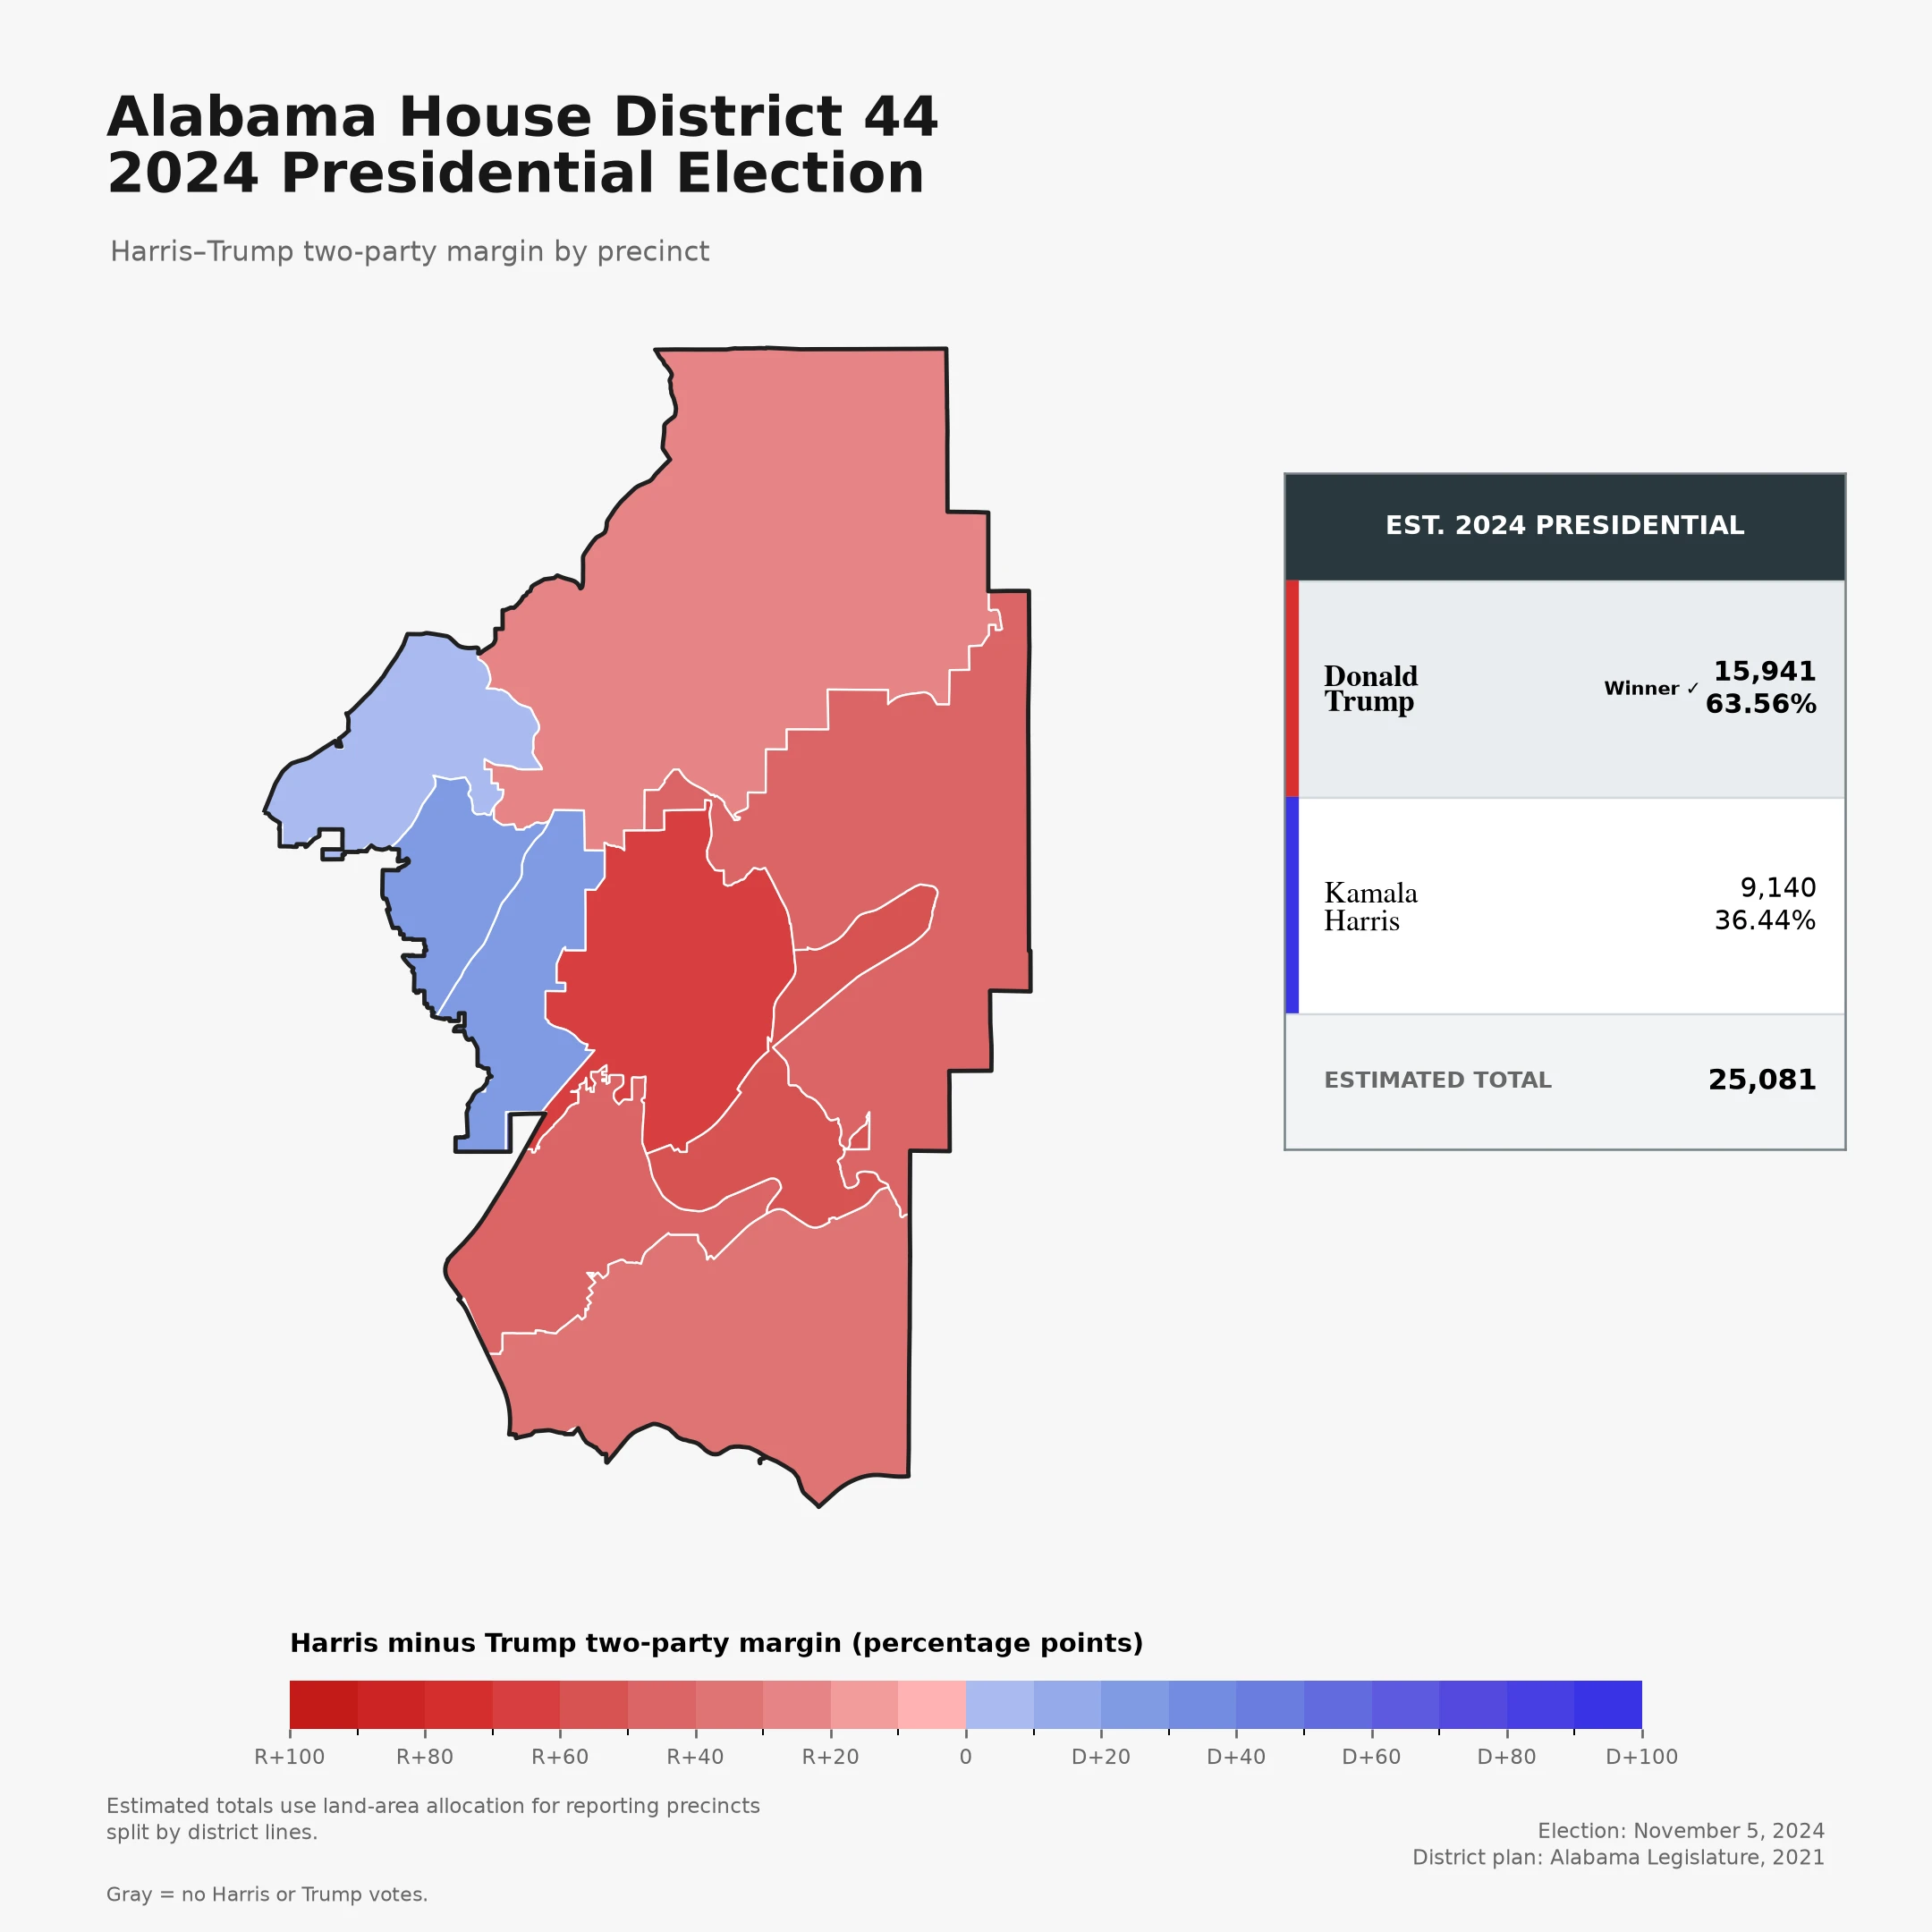 Alabama House District 44
2024 Presidential Election
Harris–Trump two-party margin by precinct
EST. 2024 PRESIDENTIAL
Donald
Trump
Winner ✓
15,941
63.56%
Kamala
Harris
9,140
36.44%
ESTIMATED TOTAL
25,081
Harris minus Trump two-party margin (percentage points)
R+100 R+80 R+60 R+40 R+20 0 D+20 D+40 D+60 D+80 D+100
Estimated totals use land-area allocation for reporting precincts
split by district lines.
Gray = no Harris or Trump votes.
Election: November 5, 2024
District plan: Alabama Legislature, 2021